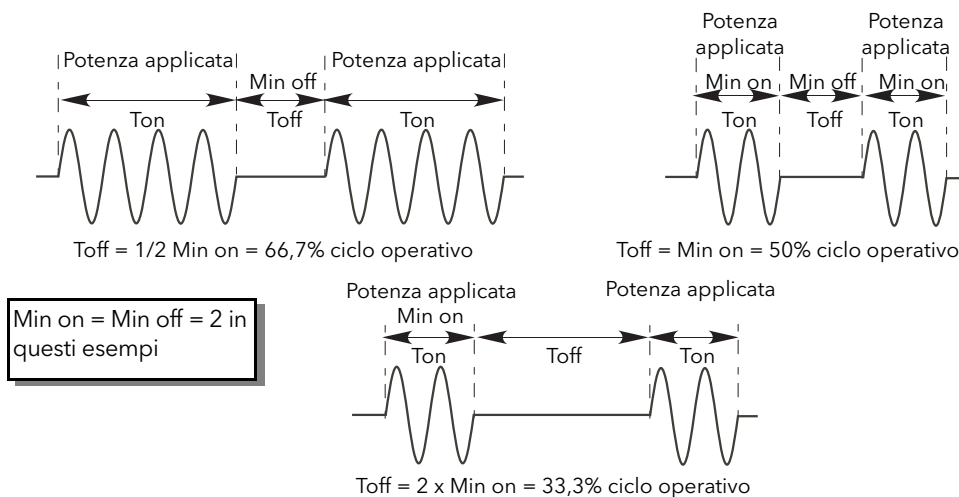 Potenza applicata
Potenza applicata
Min off
Ton
Toff
Ton
Toff = 1/2 Min on = 66,7% ciclo operativo
Potenza
applicata
Potenza
applicata
Min on
Min off
Min on
Ton
Toff
Ton
Toff = Min on = 50% ciclo operativo
Min on = Min off = 2 in
questi esempi
Potenza applicata
Potenza applicata
Min on
Ton
Toff
Ton
Toff = 2 x Min on = 33,3% ciclo operativo